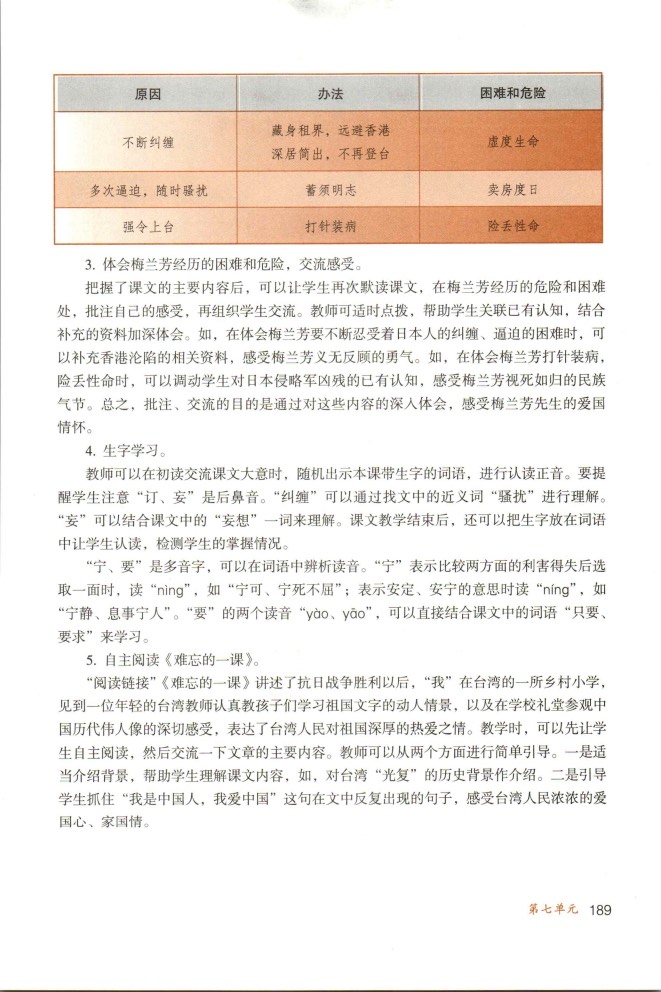 原因 办法 困难和危险
不断纠缠 藏身租界，远避香港 虚度生命
深居简出，不再登台
多次逼迫，随时骚扰 蓄须明志 卖房度日
强令上台 打针装病 险丢性命
3. 体会梅兰芳经历的困难和危险，交流感受。
把握了课文的主要内容后，可以让学生再次默读课文，在梅兰芳经历的危险和困难
处，批注自己的感受，再组织学生交流。教师可适时点拨，帮助学生关联已有认知，结合
补充的资料加深体会。如，在体会梅兰芳要不断忍受着日本人的纠缠、逼迫的困难时，可
以补充香港沦陷的相关资料，感受梅兰芳义无反顾的勇气。如，在体会梅兰芳打针装病，
险丢性命时，可以调动学生对日本侵略军凶残的已有认知，感受梅兰芳视死如归的民族
气节。总之，批注、交流的目的是通过对这些内容的深入体会，感受梅兰芳先生的爱国
情怀。
4. 生字学习。
教师可以在初读交流课文大意时，随机出示本课带生字的词语，进行认读正音。要提
醒学生注意“订、妄”是后鼻音。“纠缠”可以通过找文中的近义词“骚扰”进行理解。
“妄”可以结合课文中的“妄想”一词来理解。课文教学结束后，还可以把生字放在词语
中让学生认读，检测学生的掌握情况。
“宁、要”是多音字，可以在词语中辨析读音。“宁”表示比较两方面的利害得失后选
取一面时，读“nìng”，如“宁可、宁死不屈”；表示安定、安宁的意思时读“níng”，如
“宁静、息事宁人”。“要”的两个读音“yào、yāo”，可以直接结合课文中的词语“只要、
要求”来学习。
5. 自主阅读《难忘的一课》。
“阅读链接”《难忘的一课》讲述了抗日战争胜利以后，“我”在台湾的一所乡村小学，
见到一位年轻的台湾教师认真教孩子们学习祖国文字的动人情景，以及在学校礼堂参观中
国历代伟人像的深切感受，表达了台湾人民对祖国深厚的热爱之情。教学时，可以先让学
生自主阅读，然后交流一下文章的主要内容。教师可以从两个方面进行简单引导。一是适
当介绍背景，帮助学生理解课文内容，如，对台湾“光复”的历史背景作介绍。二是引导
学生抓住“我是中国人，我爱中国”这句在文中反复出现的句子，感受台湾人民浓浓的爱
国心、家国情。
第七单元 189